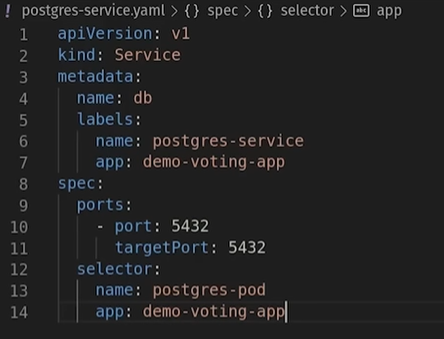 ! postgres-service.yaml > {} spec > {} selector > abc app
1 apiVersion: v1
2 kind: Service
3 metadata:
4   name: db
5   labels:
6     name: postgres-service
7     app: demo-voting-app
8 spec:
9   ports:
10     - port: 5432
11       targetPort: 5432
12   selector:
13     name: postgres-pod
14     app: demo-voting-app